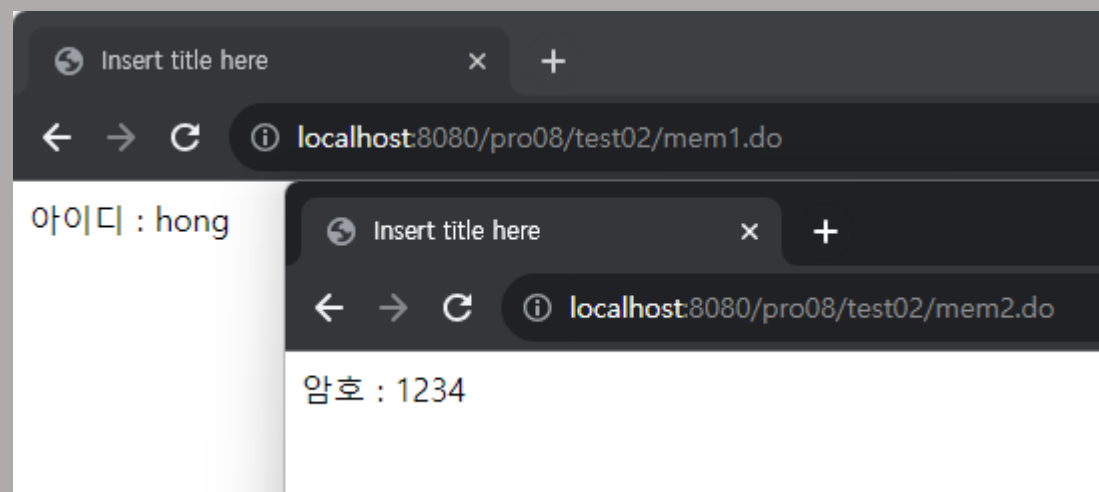 Insert title here
localhost:8080/pro08/test02/mem1.do
아이디 : hong
Insert title here
localhost:8080/pro08/test02/mem2.do
암호 : 1234